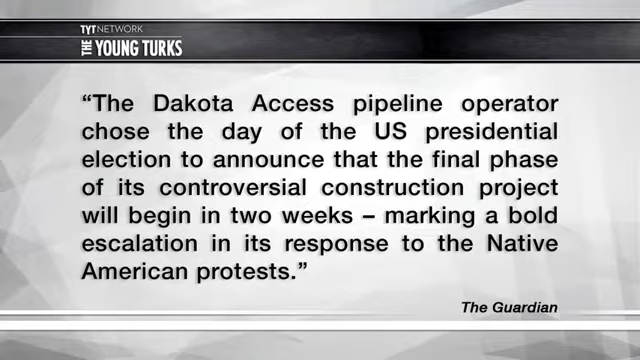 TYT NETWORK
THE YOUNG TURKS
“The Dakota Access pipeline operator
chose the day of the US presidential
election to announce that the final phase
of its controversial construction project
will begin in two weeks – marking a bold
escalation in its response to the Native
American protests.”
The Guardian